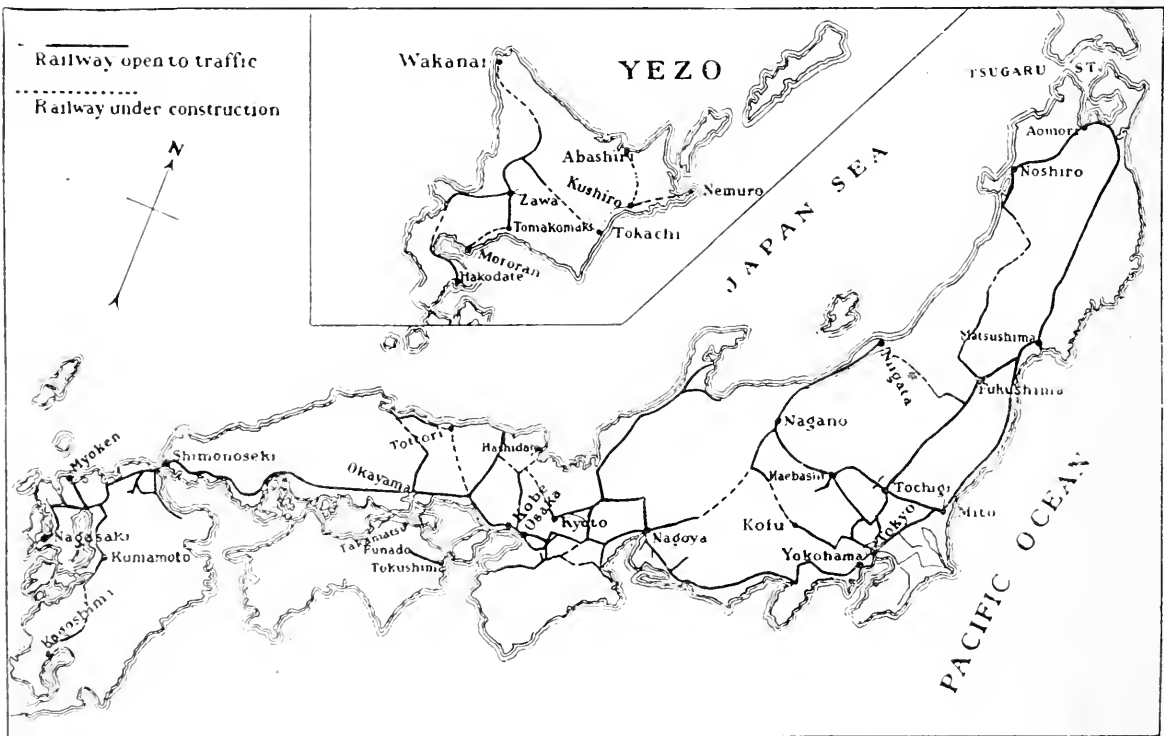 Railway open to traffic
Railway under construction
N
YEZO
Wakanai
Abashiri
Kushiro
Nemuro
Zawa
Tomakomaki
Tokachi
Mororan
Hakodate
TSUGARU ST.
Aomori
Noshiro
JAPAN SEA
Matsushima
Niigata
Fukushima
Nagano
Maebashi
Tochigi
Mito
Kofu
Tokyo
Yokohama
Nagoya
Tottori
Hashidate
Okayama
Kobe
Osaka
Kyoto
Takamatsu
Funado
Tokushima
Shimonoseki
Myoken
Nagasaki
Kumamoto
Kagoshima
PACIFIC OCEAN